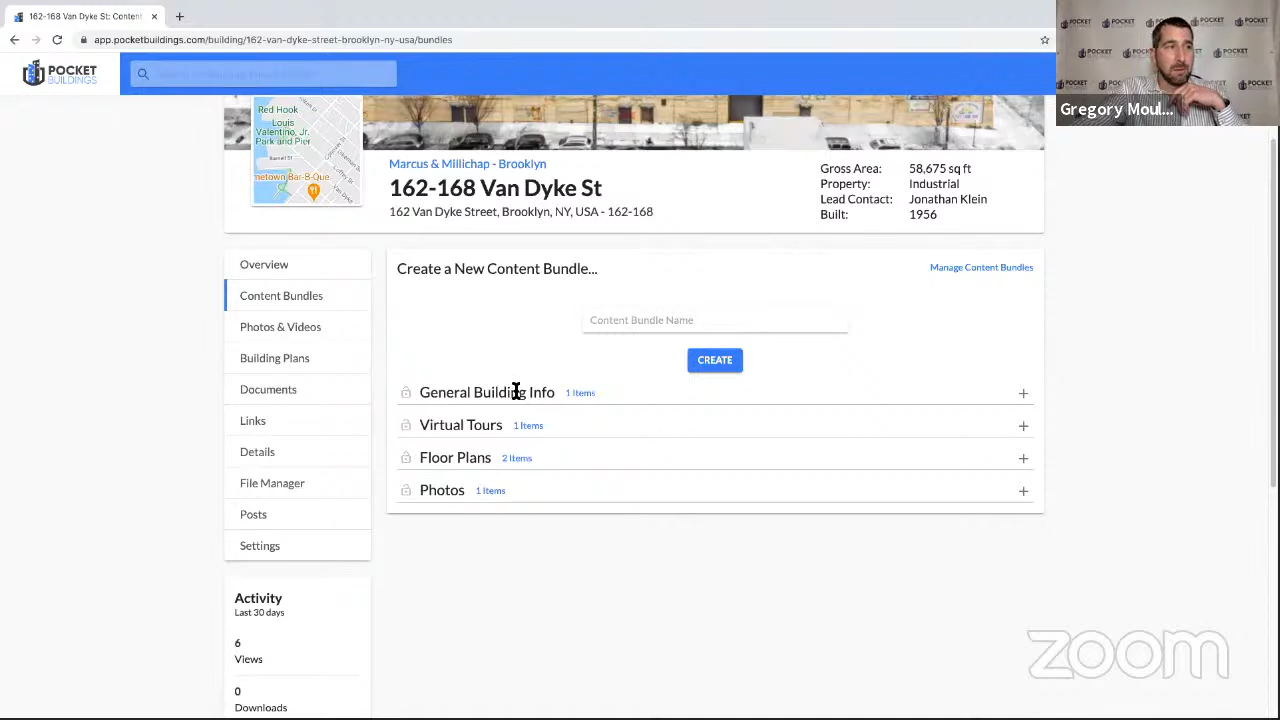 162-168 Van Dyke St: Content
app.pocketbuildings.com/building/162-van-dyke-street-brooklyn-ny-usa/bundles
POCKET
BUILDINGS
Gregory Moul...
Red Hook
Louis
Valentino, Jr.
Park and Pier
Barnell St
ometown Bar-B-Que
Marcus & Millichap - Brooklyn
162-168 Van Dyke St
162 Van Dyke Street, Brooklyn, NY, USA - 162-168
Gross Area: 58,675 sq ft
Property: Industrial
Lead Contact: Jonathan Klein
Built: 1956
Overview
Content Bundles
Photos & Videos
Building Plans
Documents
Links
Details
File Manager
Posts
Settings
Create a New Content Bundle...
Manage Content Bundles
Content Bundle Name
CREATE
General Building Info 1 Items
Virtual Tours 1 Items
Floor Plans 2 Items
Photos 1 Items
Activity
Last 30 days
6
Views
0
Downloads
zoom